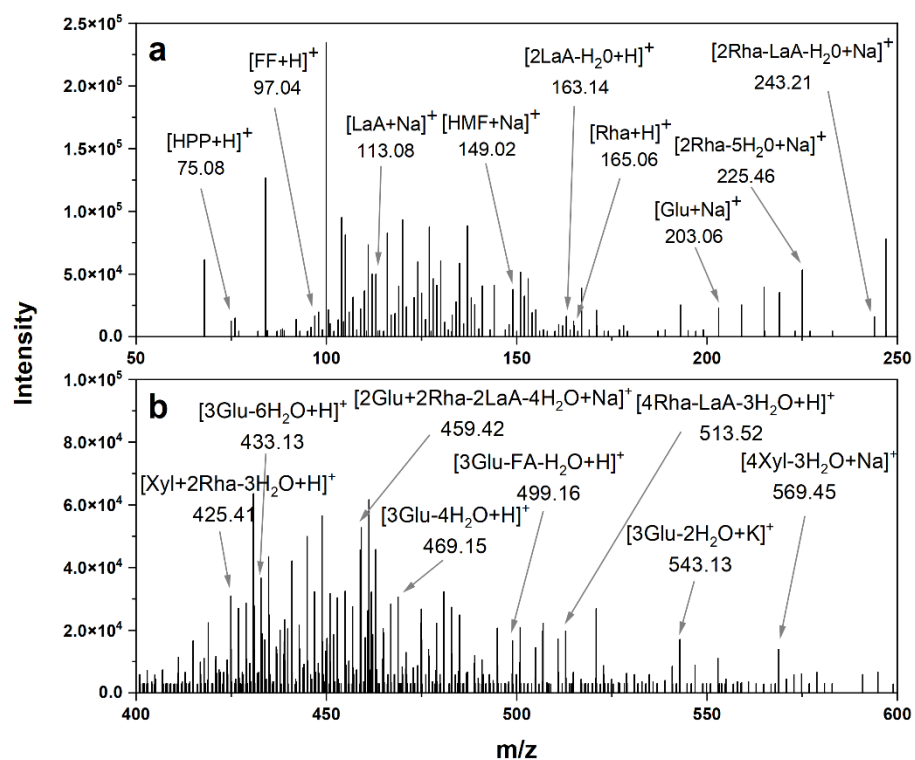 a
[HPP+H]⁺
75.08
[FF+H]⁺
97.04
[LaA+Na]⁺
113.08
[HMF+Na]⁺
149.02
[2LaA-H₂0+H]⁺
163.14
[Rha+H]⁺
165.06
[Glu+Na]⁺
203.06
[2Rha-5H₂0+Na]⁺
225.46
[2Rha-LaA-H₂0+Na]⁺
243.21
2.5×10⁵
2.0×10⁵
1.5×10⁵
1.0×10⁵
5.0×10⁴
0.0
50
100
150
200
250
Intensity
b
[Xyl+2Rha-3H₂O+H]⁺
425.41
[3Glu-6H₂O+H]⁺
433.13
[2Glu+2Rha-2LaA-4H₂O+Na]⁺
459.42
[3Glu-4H₂O+H]⁺
469.15
[3Glu-FA-H₂O+H]⁺
499.16
[4Rha-LaA-3H₂O+H]⁺
513.52
[3Glu-2H₂O+K]⁺
543.13
[4Xyl-3H₂O+Na]⁺
569.45
1.0×10⁵
8.0×10⁴
6.0×10⁴
4.0×10⁴
2.0×10⁴
0.0
400
450
500
550
600
m/z